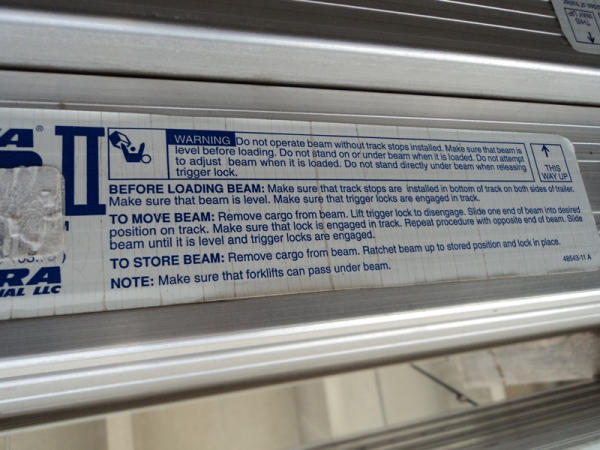 II
WARNING Do not operate beam without track stops installed. Make sure that beam is
level before loading. Do not stand on or under beam when it is loaded. Do not attempt
to adjust beam when it is loaded. Do not stand directly under beam when releasing
trigger lock.
THIS
WAY UP
BEFORE LOADING BEAM: Make sure that track stops are installed in bottom of track on both sides of trailer.
Make sure that beam is level. Make sure that trigger locks are engaged in track.
TO MOVE BEAM: Remove cargo from beam. Lift trigger lock to disengage. Slide one end of beam into desired
position on track. Make sure that lock is engaged in track. Repeat procedure with opposite end of beam. Slide
beam until it is level and trigger locks are engaged.
TO STORE BEAM: Remove cargo from beam. Ratchet beam up to stored position and lock in place.
NOTE: Make sure that forklifts can pass under beam.
48543-11 A
RA
IAL LLC
THIS
WAY UP